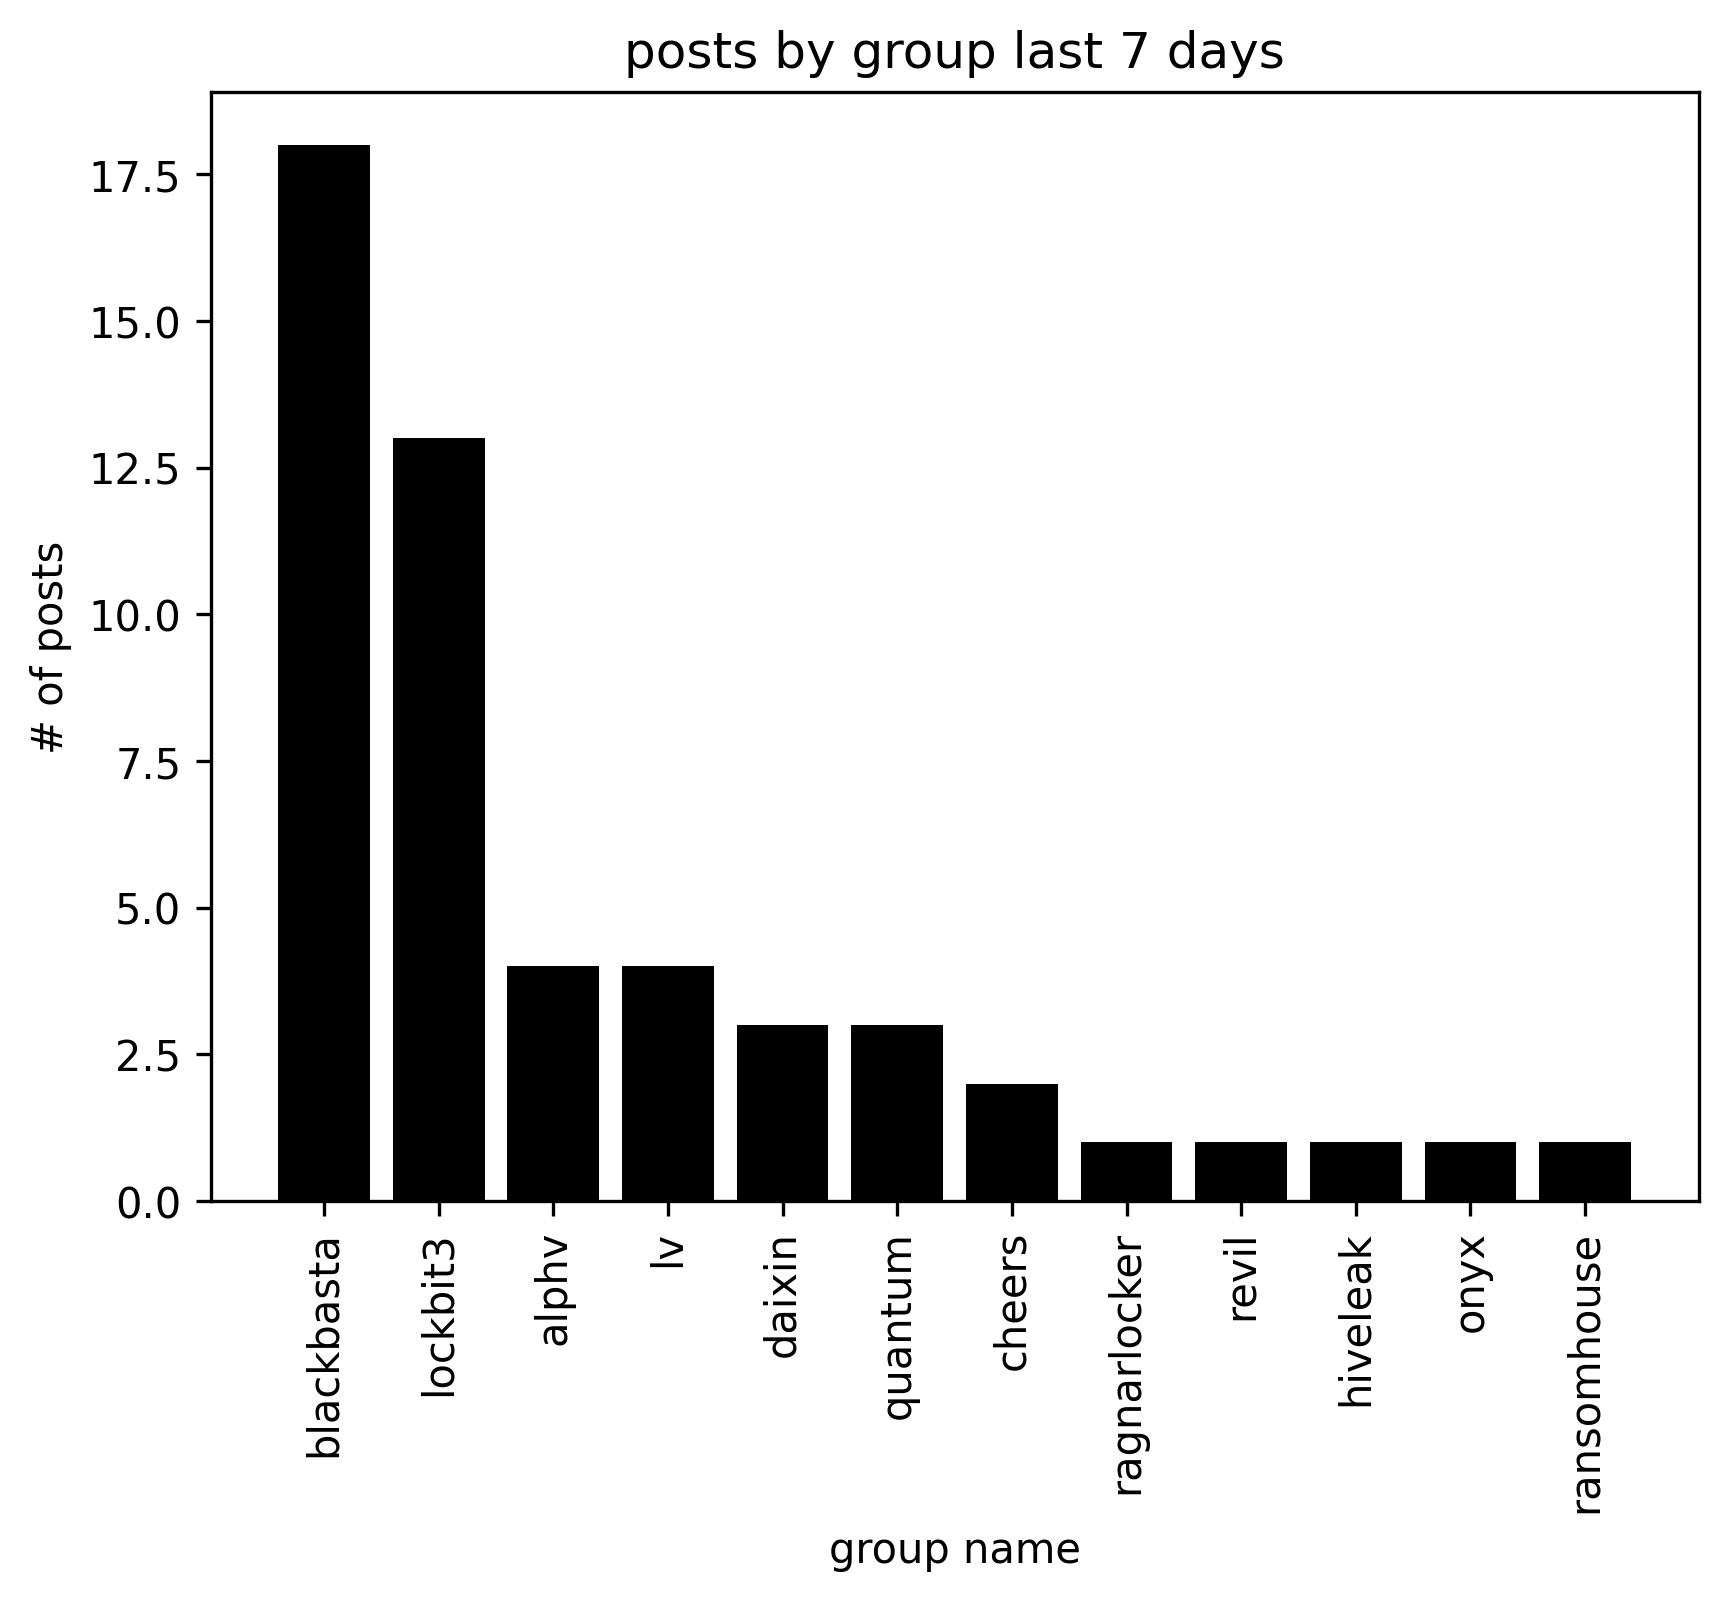 posts by group last 7 days
17.5
15.0
12.5
10.0
7.5
5.0
2.5
0.0
# of posts
blackbasta
lockbit3
alphv
lv
daixin
quantum
cheers
ragnarlocker
revil
hiveleak
onyx
ransomhouse
group name